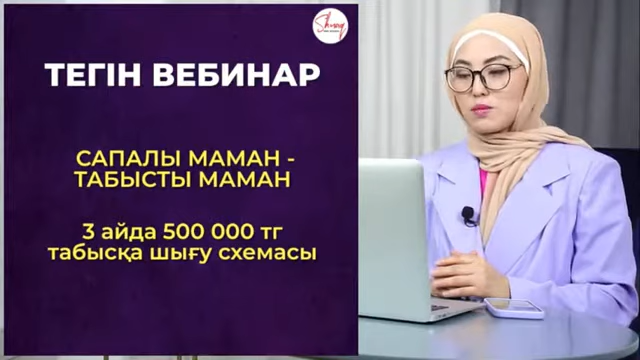 ТЕГІН ВЕБИНАР
САПАЛЫ МАМАН -
ТАБЫСТЫ МАМАН
3 айда 500 000 тг
табысқа шығу схемасы